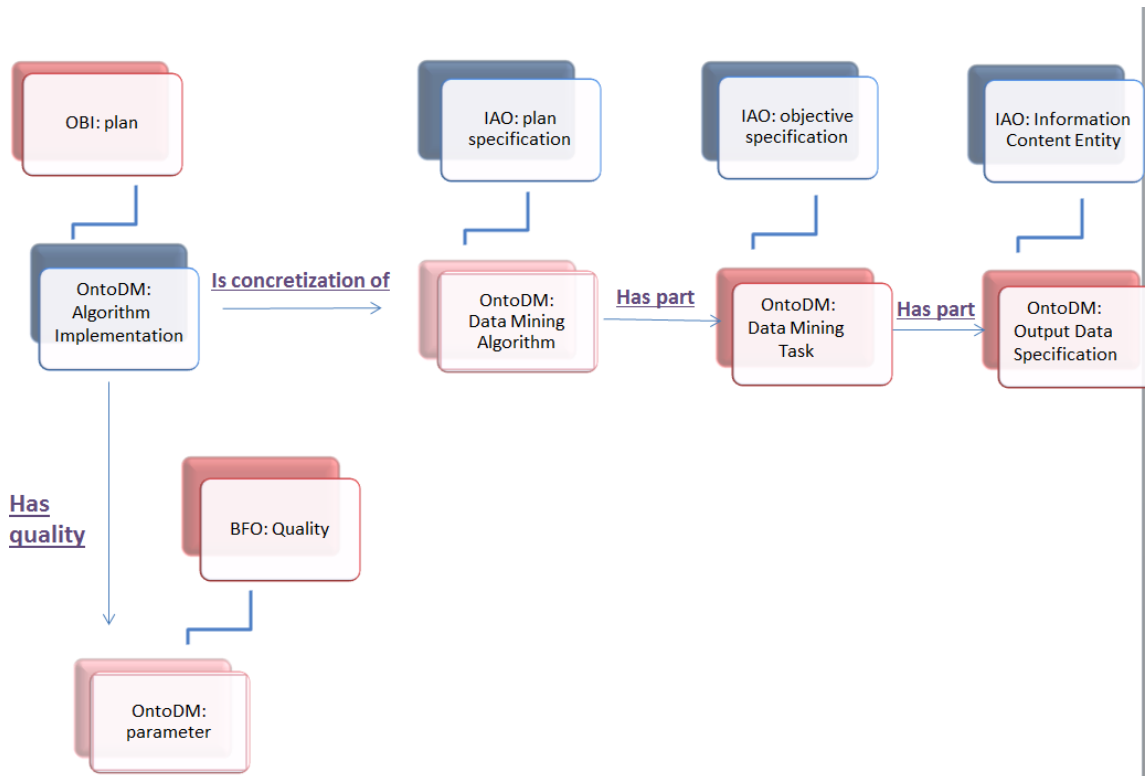 OBI: plan
IAO: plan
specification
IAO: objective
specification
IAO: Information
Content Entity
OntoDM:
Algorithm
Implementation
Is concretization of
OntoDM:
Data Mining
Algorithm
Has part
OntoDM:
Data Mining
Task
Has part
OntoDM:
Output Data
Specification
Has
quality
BFO: Quality
OntoDM:
parameter